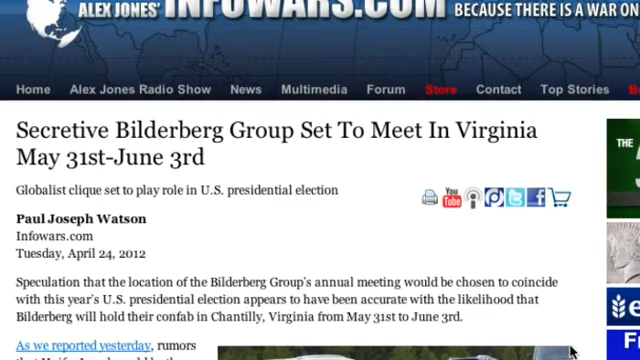 ALEX JONES' INFOWARS.COM BECAUSE THERE IS A WAR ON
Home Alex Jones Radio Show News Multimedia Forum Store Contact Top Stories
Secretive Bilderberg Group Set To Meet In Virginia
May 31st-June 3rd
Globalist clique set to play role in U.S. presidential election
You
Tube
Paul Joseph Watson
Infowars.com
Tuesday, April 24, 2012
THE
Speculation that the location of the Bilderberg Group's annual meeting would be chosen to coincide
with this year's U.S. presidential election appears to have been accurate with the likelihood that
Bilderberg will hold their confab in Chantilly, Virginia from May 31st to June 3rd.
As we reported yesterday, rumors